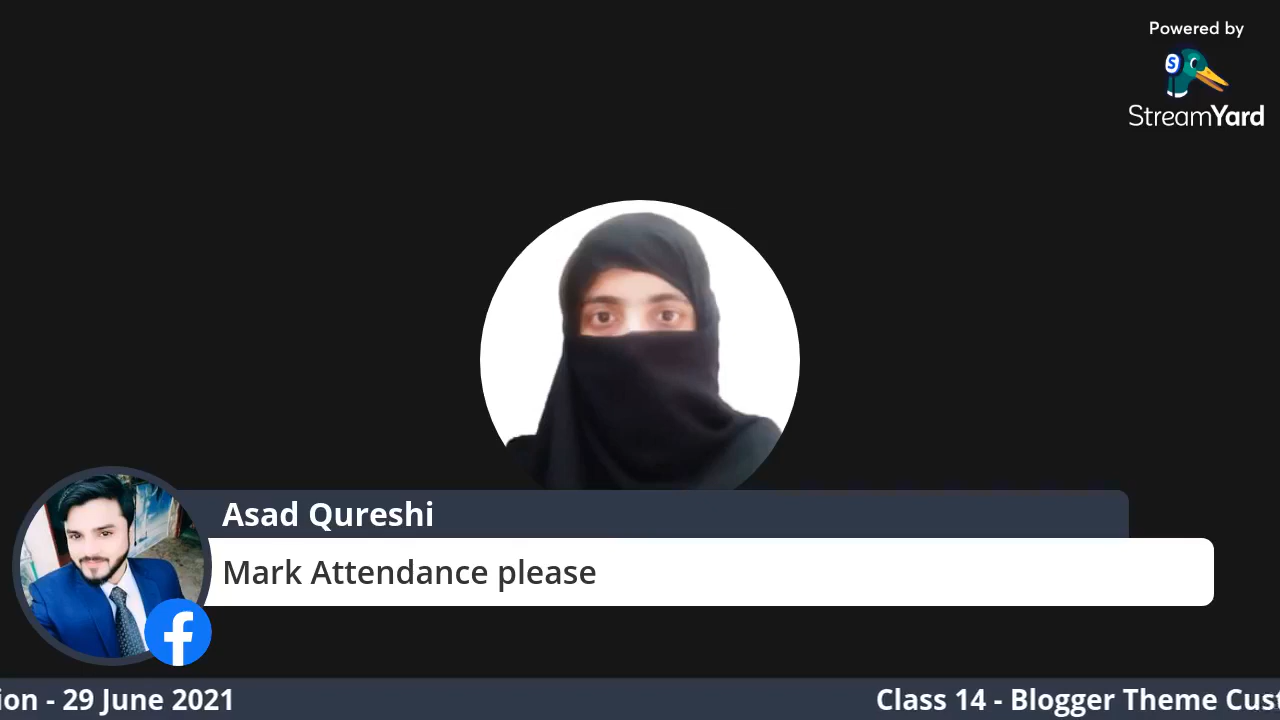 Powered by
S
StreamYard
Asad Qureshi
Mark Attendance please
ion - 29 June 2021
Class 14 - Blogger Theme Cust